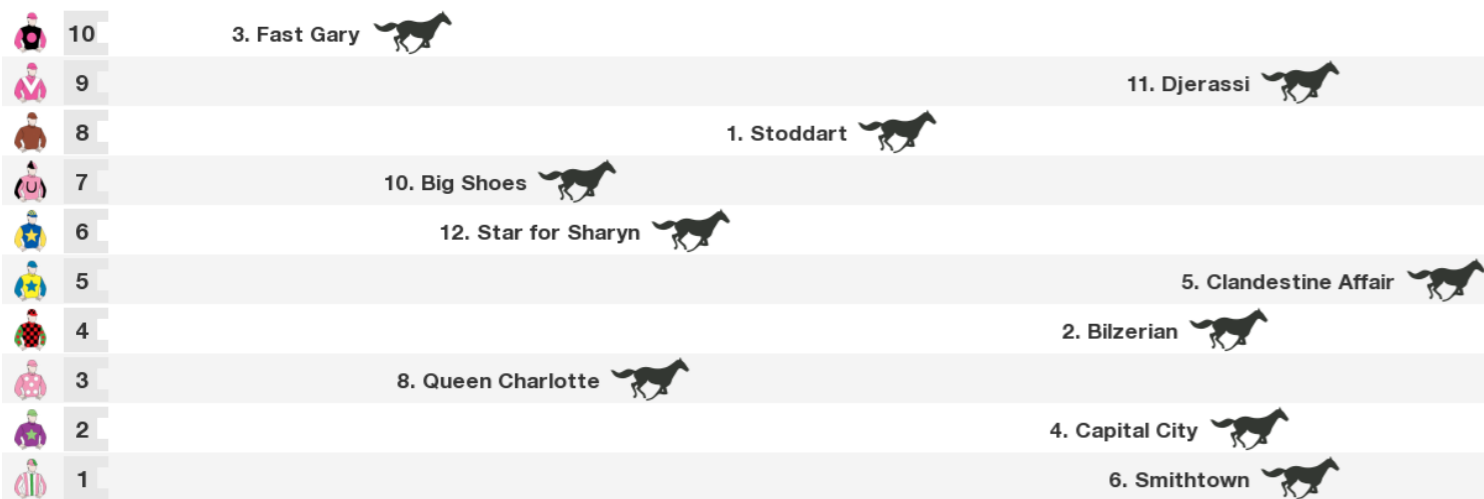 10 3. Fast Gary
9 11. Djerassi
8 1. Stoddart
7 10. Big Shoes
6 12. Star for Sharyn
5 5. Clandestine Affair
4 2. Bilzerian
3 8. Queen Charlotte
2 4. Capital City
1 6. Smithtown